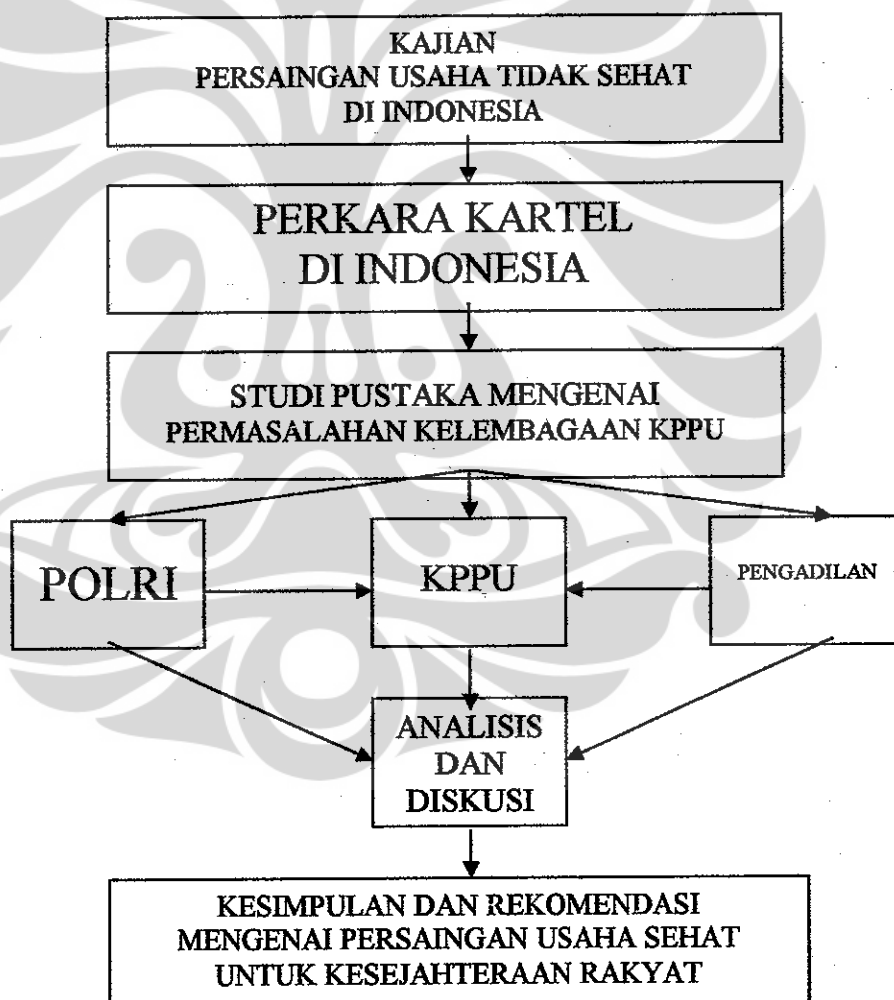 KAJIAN
PERSAINGAN USAHA TIDAK SEHAT
DI INDONESIA
PERKARA KARTEL
DI INDONESIA
STUDI PUSTAKA MENGENAI
PERMASALAHAN KELEMBAGAAN KPPU
POLRI
KPPU
PENGADILAN
ANALISIS
DAN
DISKUSI
KESIMPULAN DAN REKOMENDASI
MENGENAI PERSAINGAN USAHA SEHAT
UNTUK KESEJAHTERAAN RAKYAT